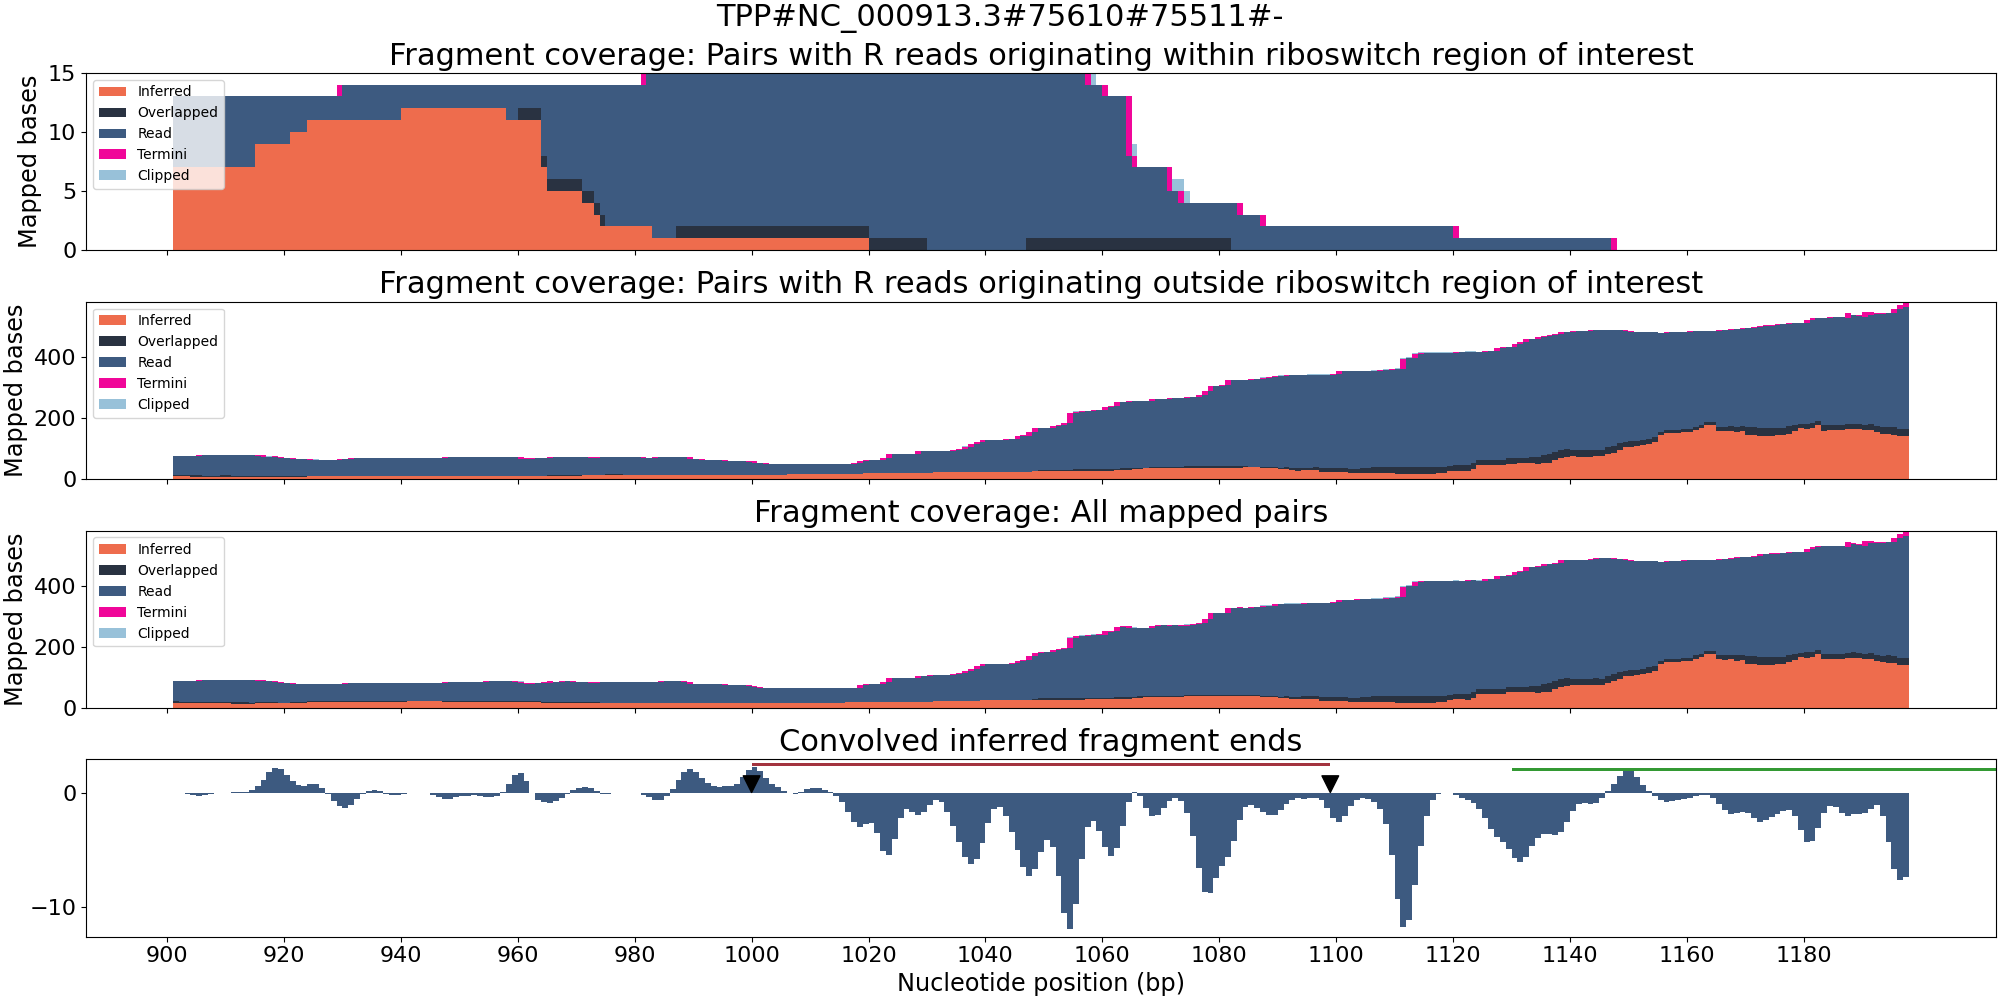 TPP#NC_000913.3#75610#75511#-
Fragment coverage: Pairs with R reads originating within riboswitch region of interest
Mapped bases
15
10
5
0
Inferred
Overlapped
Read
Termini
Clipped
Fragment coverage: Pairs with R reads originating outside riboswitch region of interest
Mapped bases
400
200
0
Inferred
Overlapped
Read
Termini
Clipped
Fragment coverage: All mapped pairs
Mapped bases
400
200
0
Inferred
Overlapped
Read
Termini
Clipped
Convolved inferred fragment ends
0
−10
900 920 940 960 980 1000 1020 1040 1060 1080 1100 1120 1140 1160 1180
Nucleotide position (bp)